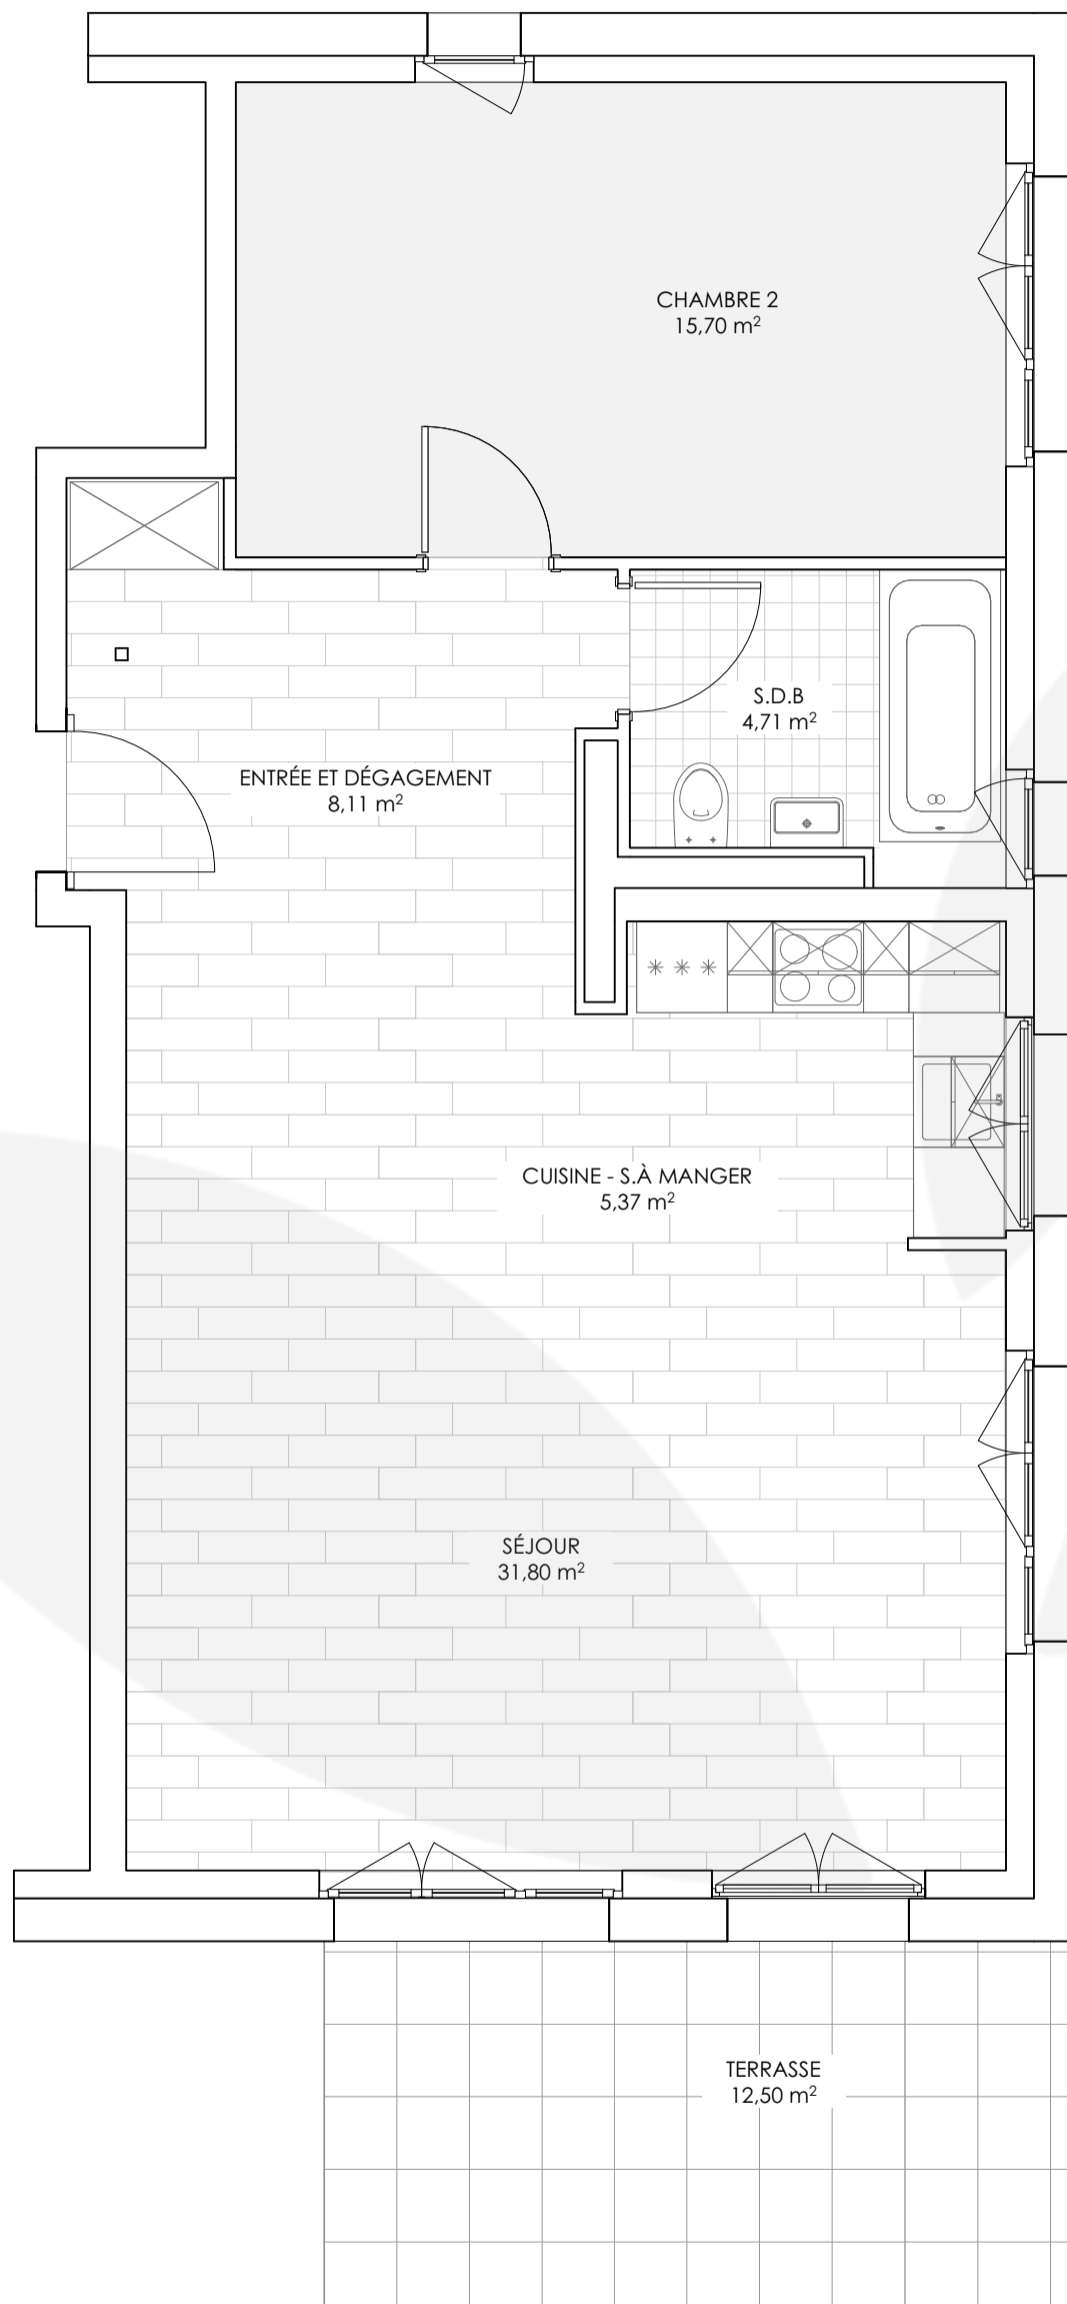 CHAMBRE 2
15,70 m²
S.D.B
4,71 m²
ENTRÉE ET DÉGAGEMENT
8,11 m²
CUISINE - S.À MANGER
5,37 m²
SÉJOUR
31,80 m²
TERRASSE
12,50 m²